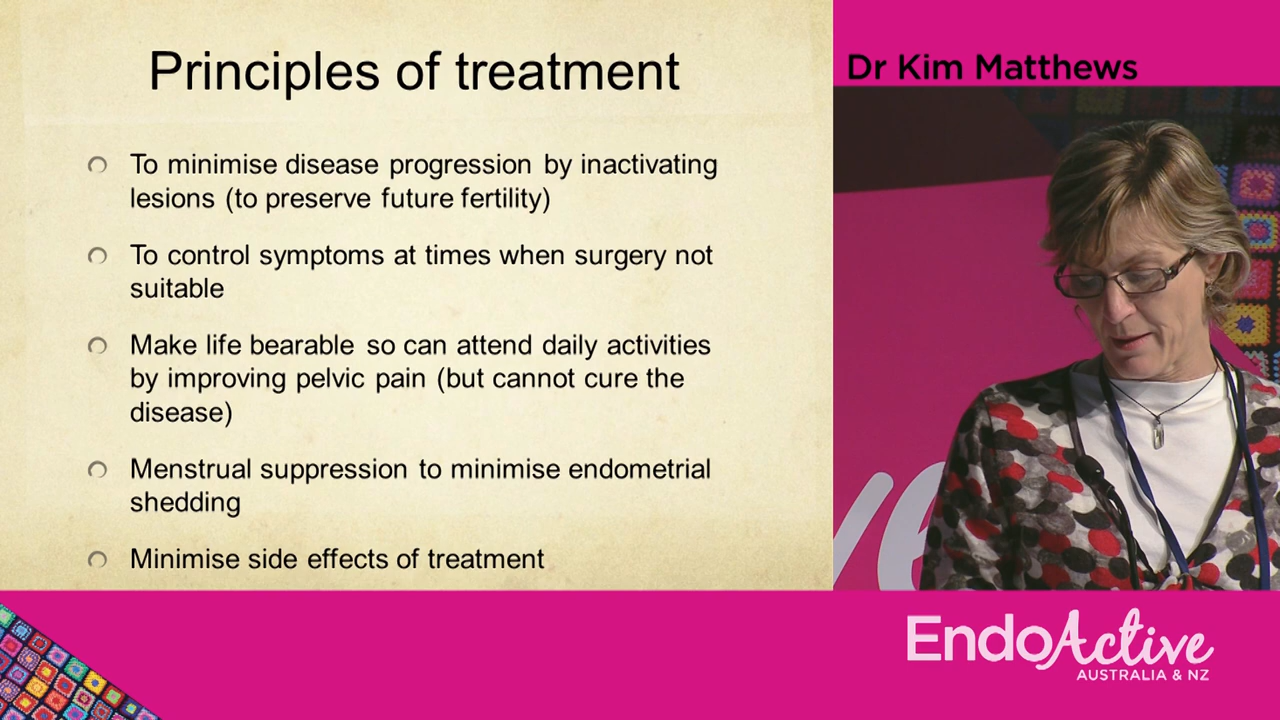 Principles of treatment
To minimise disease progression by inactivating
lesions (to preserve future fertility)
To control symptoms at times when surgery not
suitable
Make life bearable so can attend daily activities
by improving pelvic pain (but cannot cure the
disease)
Menstrual suppression to minimise endometrial
shedding
Minimise side effects of treatment
Dr Kim Matthews
EndoActive
AUSTRALIA & NZ